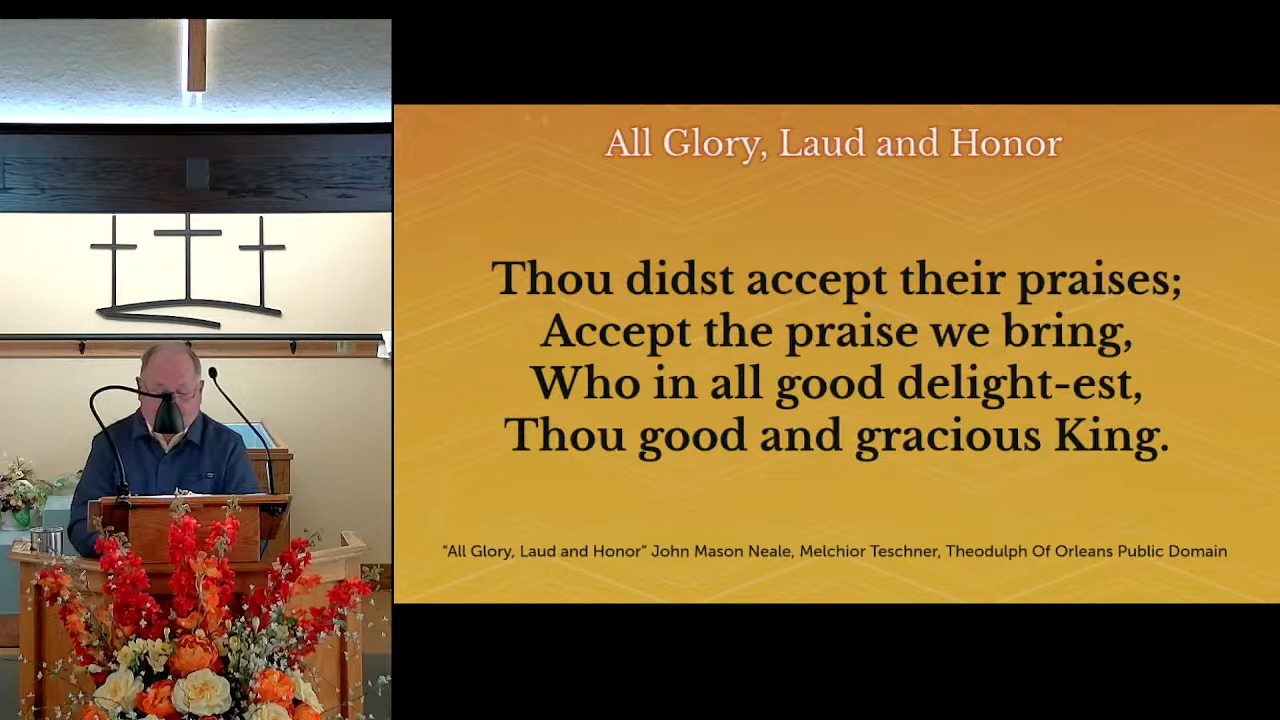 All Glory, Laud and Honor
Thou didst accept their praises;
Accept the praise we bring,
Who in all good delight-est,
Thou good and gracious King.
“All Glory, Laud and Honor” John Mason Neale, Melchior Teschner, Theodulph Of Orleans Public Domain